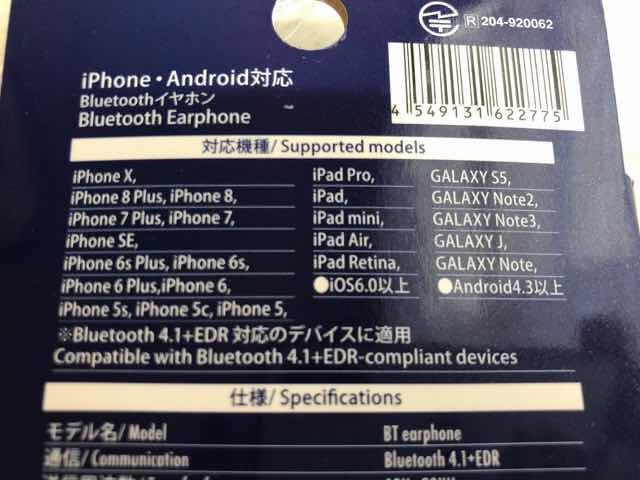 R 204-920062
iPhone・Android対応
Bluetoothイヤホン
Bluetooth Earphone
4 549131 622775
対応機種/ Supported models
iPhone X,
iPhone 8 Plus, iPhone 8,
iPhone 7 Plus, iPhone 7,
iPhone SE,
iPhone 6s Plus, iPhone 6s,
iPhone 6 Plus,iPhone 6,
iPhone 5s, iPhone 5c, iPhone 5,
iPad Pro,
iPad,
iPad mini,
iPad Air,
iPad Retina,
●iOS6.0以上
GALAXY S5,
GALAXY Note2,
GALAXY Note3,
GALAXY J,
GALAXY Note,
●Android4.3以上
※Bluetooth 4.1+EDR 対応のデバイスに適用
Compatible with Bluetooth 4.1+EDR-compliant devices
仕様/ Specifications
モデル名/ Model BT earphone
通信/ Communication Bluetooth 4.1+EDR